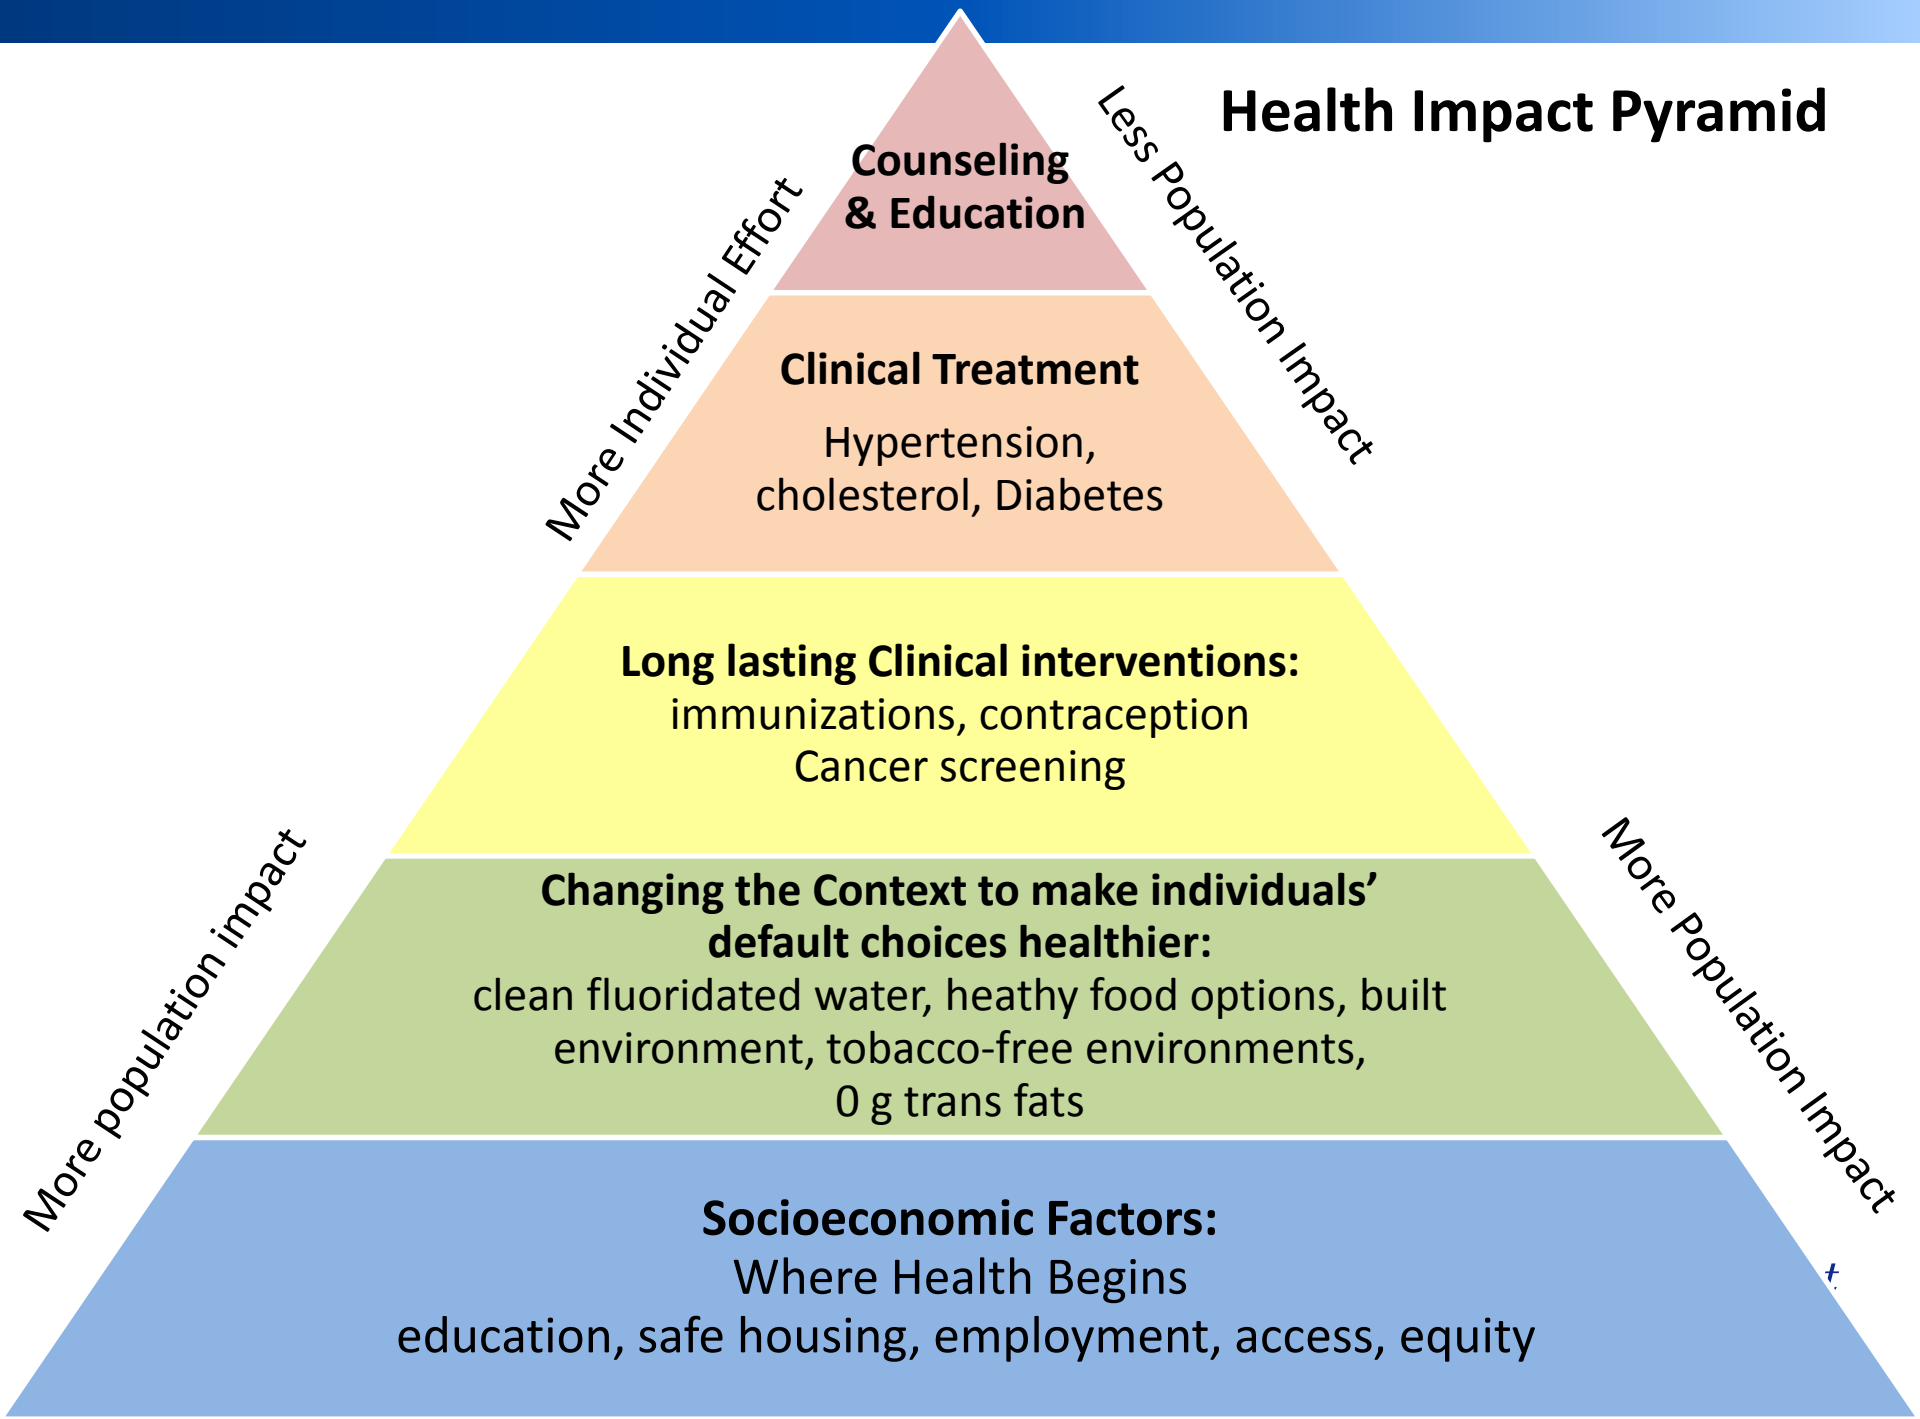 Health Impact Pyramid
Less Population Impact
More Individual Effort
Counseling
& Education
Clinical Treatment
Hypertension,
cholesterol, Diabetes
Long lasting Clinical interventions:
immunizations, contraception
Cancer screening
More population impact
More Population Impact
Changing the Context to make individuals’
default choices healthier:
clean fluoridated water, heathy food options, built
environment, tobacco-free environments,
0 g trans fats
Socioeconomic Factors:
Where Health Begins
education, safe housing, employment, access, equity